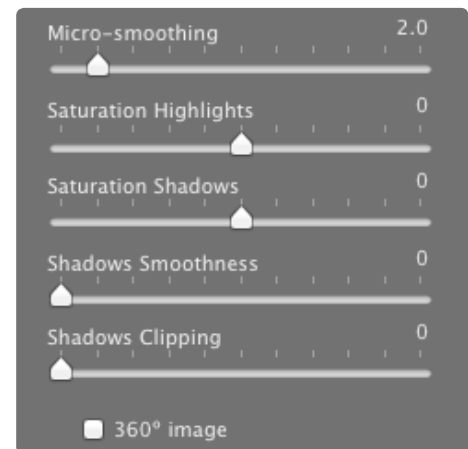 Micro-smoothing 2.0
Saturation Highlights 0
Saturation Shadows 0
Shadows Smoothness 0
Shadows Clipping 0
360º image